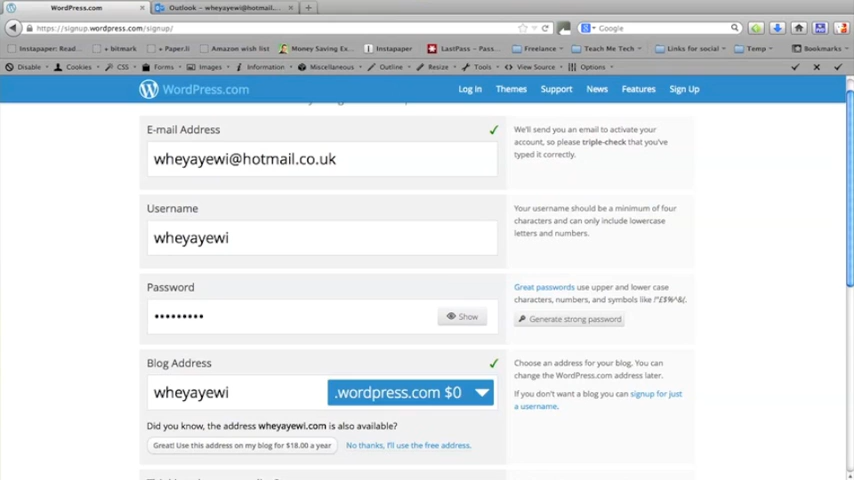 WordPress.com
Outlook – wheyayewi@hotmail....
https://signup.wordpress.com/signup/
Google
Instapaper: Read...
+ bitmark
+ Paper.li
Amazon wish list
Money Saving Ex...
Instapaper
LastPass – Pass...
Freelance
Teach Me Tech
Links for social
Temp
Bookmarks
Disable
Cookies
CSS
Forms
Images
Information
Miscellaneous
Outline
Resize
Tools
View Source
Options
WordPress.com
Log In
Themes
Support
News
Features
Sign Up
E-mail Address
wheyayewi@hotmail.co.uk
We'll send you an email to activate your
account, so please triple-check that you've
typed it correctly.
Username
wheyayewi
Your username should be a minimum of four
characters and can only include lowercase
letters and numbers.
Password
•••••••••
Show
Great passwords use upper and lower case
characters, numbers, and symbols like !"£$%^&(.
Generate strong password
Blog Address
wheyayewi
.wordpress.com $0
Choose an address for your blog. You can
change the WordPress.com address later.
If you don't want a blog you can signup for just
a username.
Did you know, the address wheyayewi.com is also available?
Great! Use this address on my blog for $18.00 a year
No thanks, I'll use the free address.